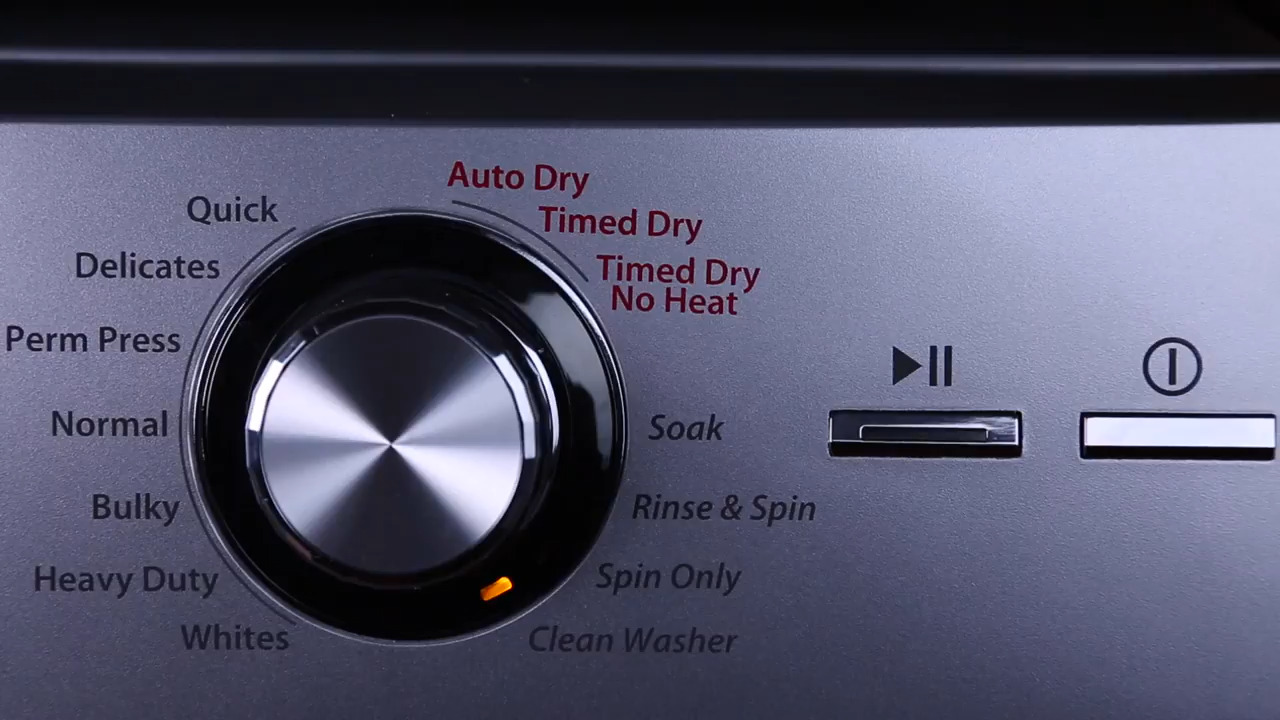 Auto Dry
Quick
Timed Dry
Delicates
Timed Dry
No Heat
Perm Press
Normal
Soak
Bulky
Rinse & Spin
Heavy Duty
Spin Only
Whites
Clean Washer